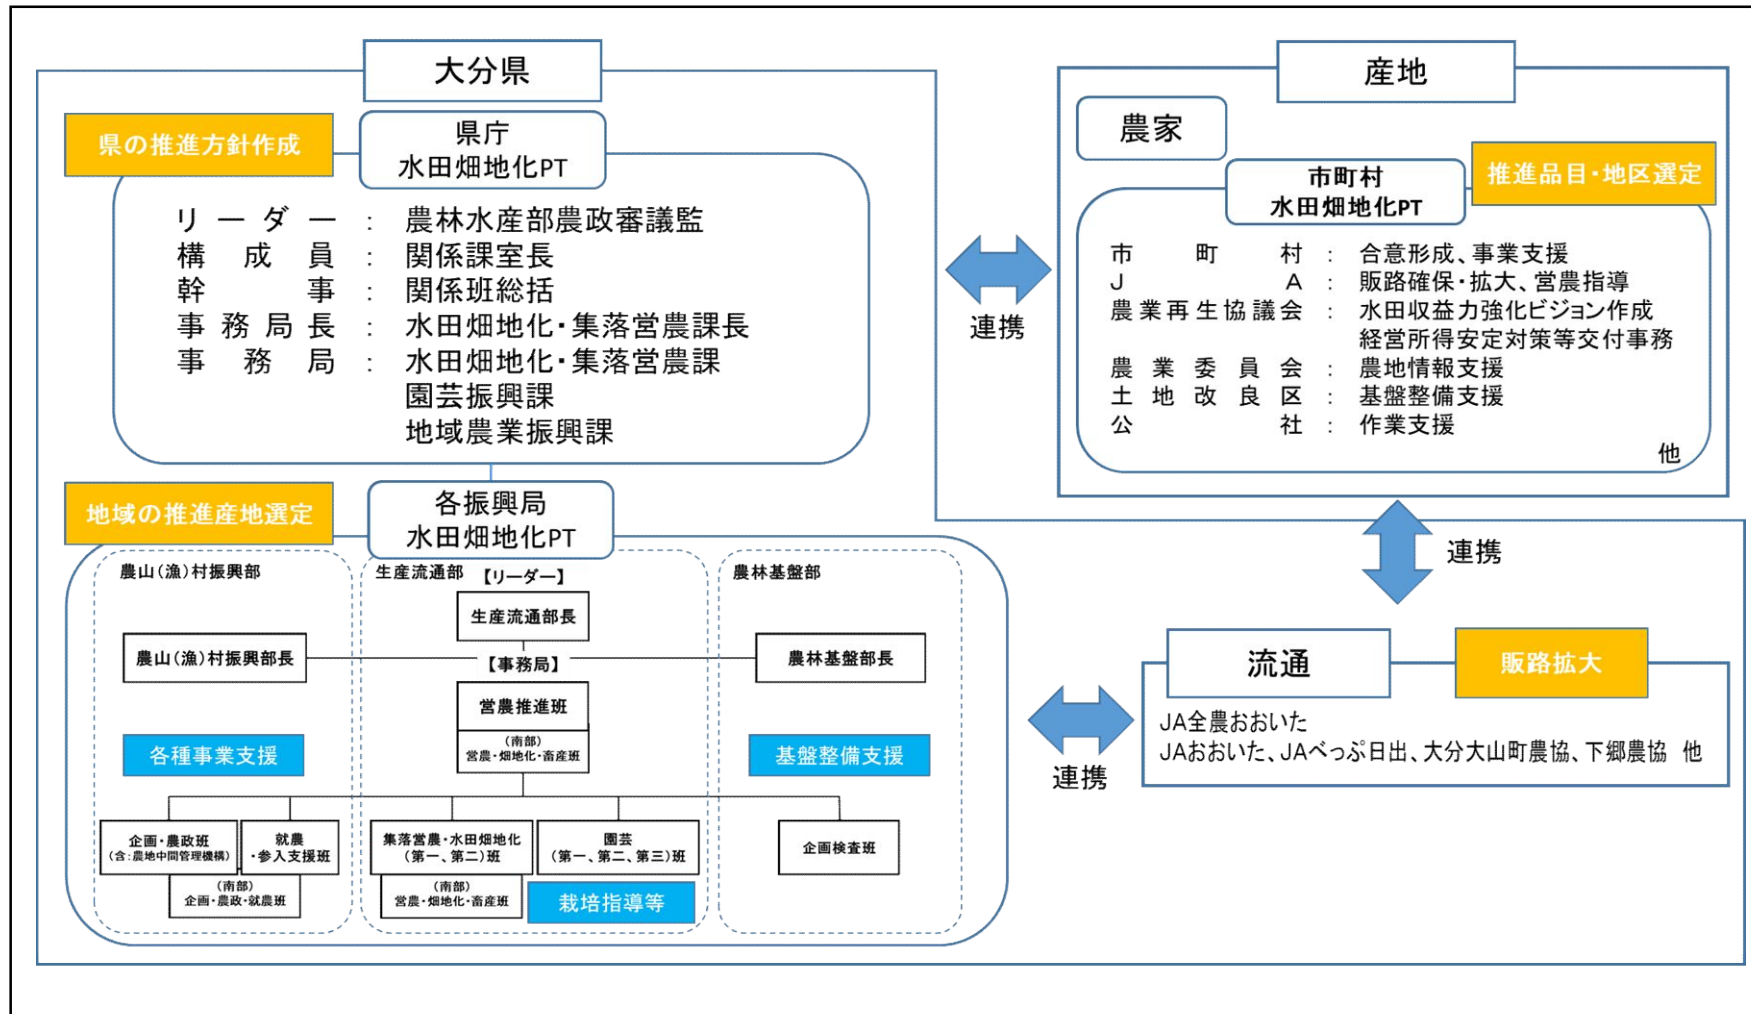 大分県
県の推進方針作成
県庁
水田畑地化PT
リーダー：農林水産部農政審議監
構成員：関係課室長
幹事：関係班総括
事務局長：水田畑地化・集落営農課長
事務局：水田畑地化・集落営農課
園芸振興課
地域農業振興課
地域の推進産地選定
各振興局
水田畑地化PT
農山(漁)村振興部
農山(漁)村振興部長
各種事業支援
企画・農政班
(含:農地中間管理機構)
就農
・参入支援班
(南部)
企画・農政・就農班
生産流通部
【リーダー】
生産流通部長
【事務局】
営農推進班
(南部)
営農・畑地化・畜産班
集落営農・水田畑地化
(第一、第二)班
(南部)
営農・畑地化・畜産班
園芸
(第一、第二、第三)班
栽培指導等
農林基盤部
農林基盤部長
基盤整備支援
企画検査班
連携
産地
農家
市町村
水田畑地化PT
推進品目・地区選定
市町村：合意形成、事業支援
JA：販路確保・拡大、営農指導
農業再生協議会：水田収益力強化ビジョン作成
経営所得安定対策等交付事務
農業委員会：農地情報支援
土地改良区：基盤整備支援
公社：作業支援
他
連携
連携
流通
販路拡大
JA全農おおいた
JAおおいた、JAべっぷ日出、大分大山町農協、下郷農協 他